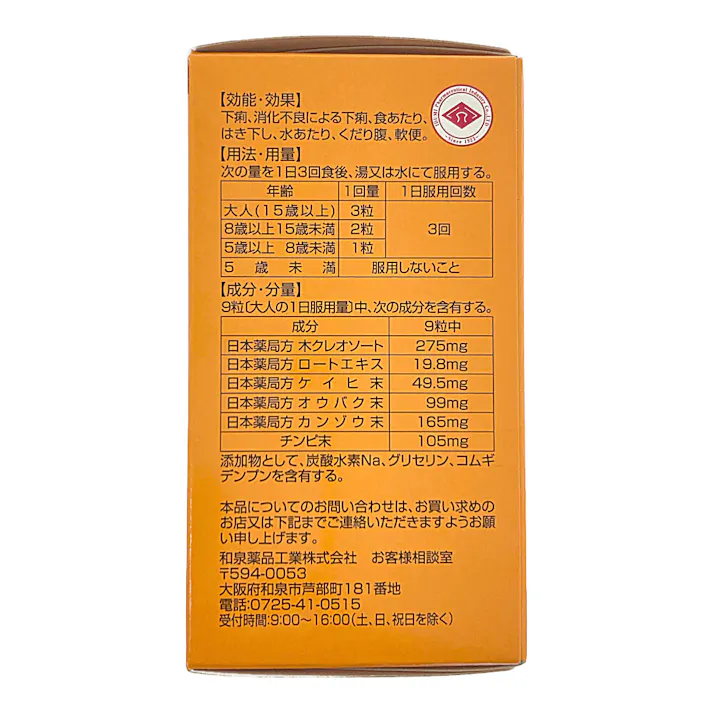 【効能・効果】
下痢、消化不良による下痢、食あたり、
はき下し、水あたり、くだり腹、軟便。
【用法・用量】
次の量を1日3回食後、湯又は水にて服用する。
年齢 1回量 1日服用回数
大人(15歳以上) 3粒
8歳以上15歳未満 2粒 3回
5歳以上 8歳未満 1粒
5歳未満 服用しないこと
【成分・分量】
9粒〔大人の1日服用量〕中、次の成分を含有する。
成分 9粒中
日本薬局方 木クレオソート 275mg
日本薬局方 ロートエキス 19.8mg
日本薬局方 ケイヒ末 49.5mg
日本薬局方 オウバク末 99mg
日本薬局方 カンゾウ末 165mg
チンピ末 105mg
添加物として、炭酸水素Na、グリセリン、コムギ
デンプンを含有する。
本品についてのお問い合わせは、お買い求めの
お店又は下記までご連絡いただきますようお願
い申し上げます。
和泉薬品工業株式会社 お客様相談室
〒594-0053
大阪府和泉市芦部町181番地
電話:0725-41-0515
受付時間:9:00〜16:00(土、日、祝日を除く)
Izumi Pharmaceutical Industry Co.,LTD.
Since 1923